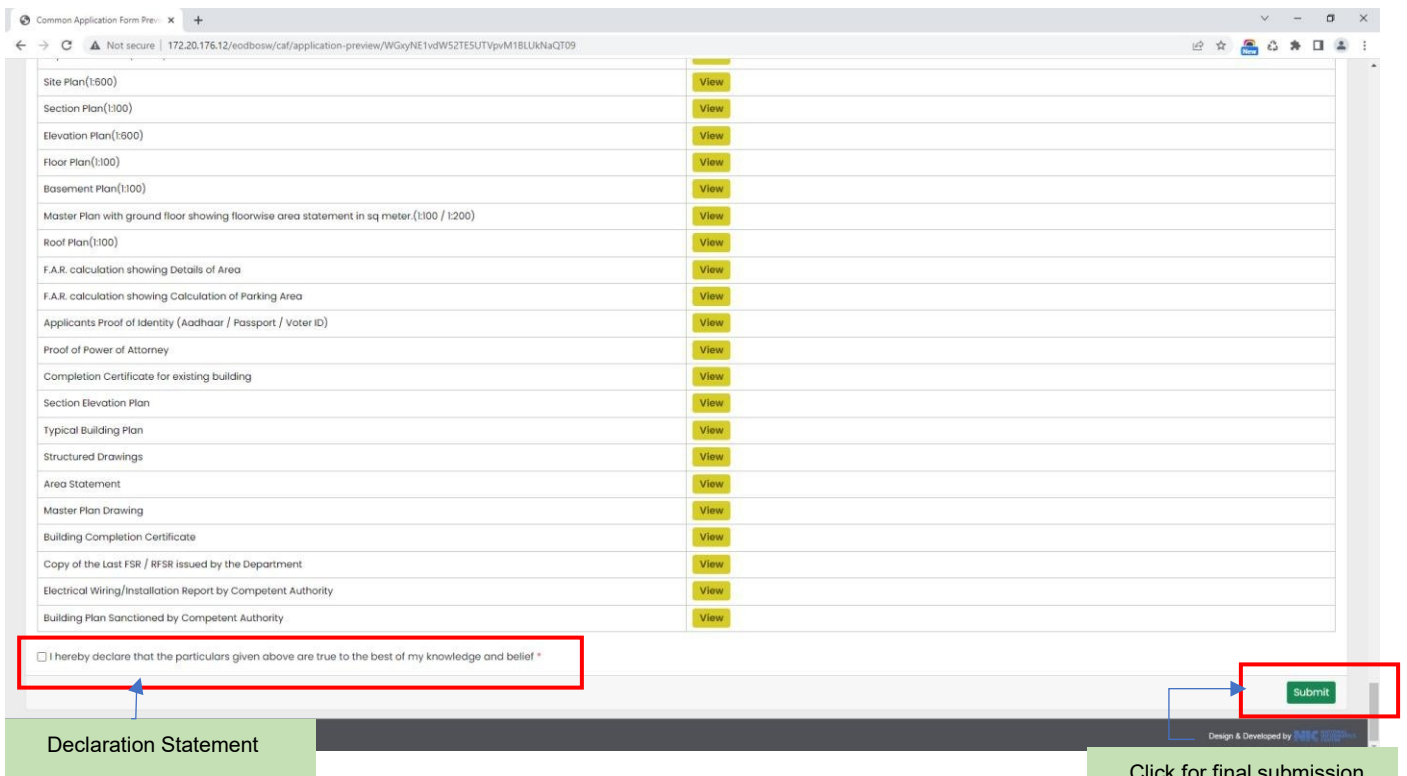 Common Application Form Prev
Not secure | 172.20.176.12/eodbosw/caf/application-preview/WGxyNE1vdW52TE5UTVpvM1BLUkNaQT09
New
Site Plan(1:600) View
Section Plan(1:100) View
Elevation Plan(1:600) View
Floor Plan(1:100) View
Basement Plan(1:100) View
Master Plan with ground floor showing floorwise area statement in sq meter.(1:100 / 1:200) View
Roof Plan(1:100) View
F.A.R. calculation showing Details of Area View
F.A.R. calculation showing Calculation of Parking Area View
Applicants Proof of Identity (Aadhaar / Passport / Voter ID) View
Proof of Power of Attorney View
Completion Certificate for existing building View
Section Elevation Plan View
Typical Building Plan View
Structured Drawings View
Area Statement View
Master Plan Drawing View
Building Completion Certificate View
Copy of the Last FSR / RFSR issued by the Department View
Electrical Wiring/Installation Report by Competent Authority View
Building Plan Sanctioned by Competent Authority View
I hereby declare that the particulars given above are true to the best of my knowledge and belief *
Submit
Design & Developed by NIC
Declaration Statement
Click for final submission